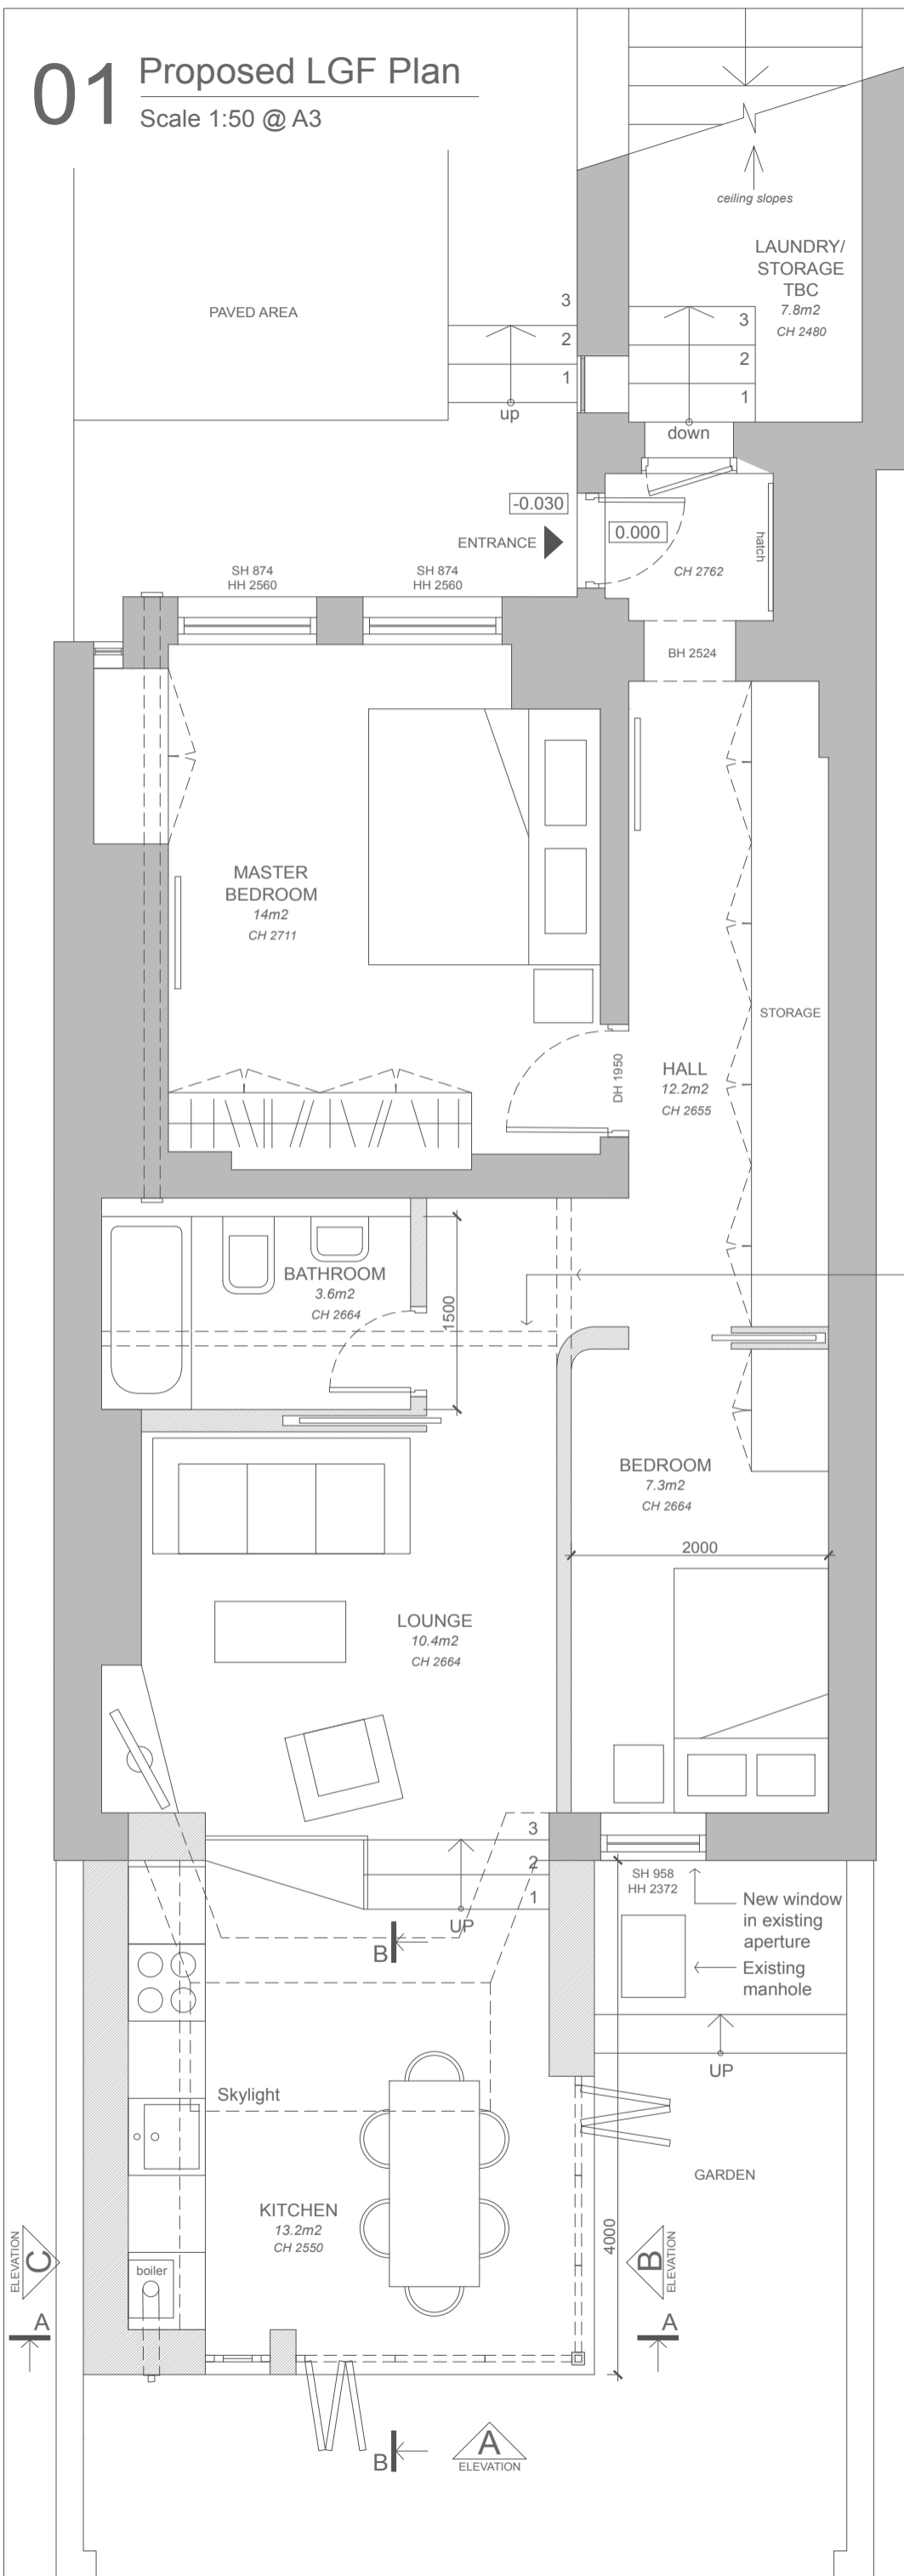 01 Proposed LGF Plan
Scale 1:50 @ A3
ceiling slopes
LAUNDRY/
STORAGE
TBC
7.8m2
CH 2480
PAVED AREA
3
2
1
up
3
2
1
down
-0.030
ENTRANCE
0.000
hatch
CH 2762
SH 874
HH 2560
SH 874
HH 2560
BH 2524
MASTER
BEDROOM
14m2
CH 2711
STORAGE
DH 1950
HALL
12.2m2
CH 2655
BATHROOM
3.6m2
CH 2664
1500
BEDROOM
7.3m2
CH 2664
2000
LOUNGE
10.4m2
CH 2664
3
2
1
UP
SH 958
HH 2372
New window
in existing
aperture
Existing
manhole
B
UP
Skylight
GARDEN
KITCHEN
13.2m2
CH 2550
4000
boiler
ELEVATION
C
B
ELEVATION
A
A
B
A
ELEVATION